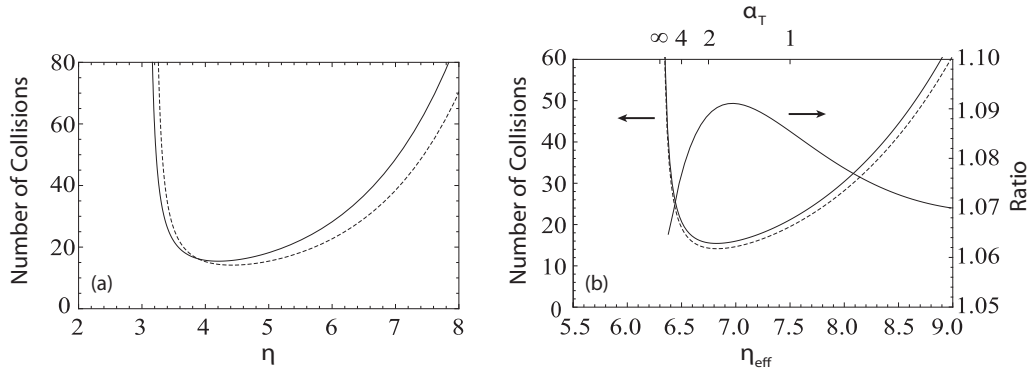 Number of Collisions
80
60
40
20
0
(a)
2 3 4 5 6 7 8
η
α_T
∞ 4 2 1
Number of Collisions
60
50
40
30
20
10
0
(b)
1.10
1.09
1.08
1.07
1.06
1.05
Ratio
5.5 6.0 6.5 7.0 7.5 8.0 8.5 9.0
η_eff